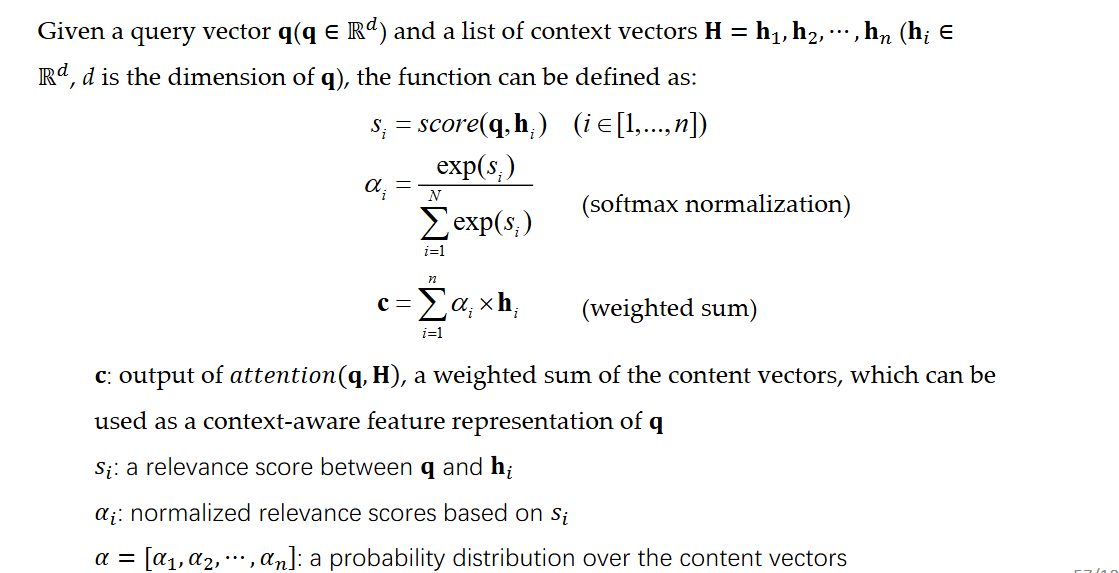 Given a query vector q(q ∈ ℝᵈ) and a list of context vectors H = h₁, h₂, ⋯ , hₙ (hᵢ ∈
ℝᵈ, d is the dimension of q), the function can be defined as:
sᵢ = score(q, hᵢ) (i ∈ [1,...,n])
αᵢ = exp(sᵢ) / ∑_{i=1}^{N} exp(sᵢ) (softmax normalization)
c = ∑_{i=1}^{n} αᵢ × hᵢ (weighted sum)
c: output of attention(q, H), a weighted sum of the content vectors, which can be
used as a context-aware feature representation of q
sᵢ: a relevance score between q and hᵢ
αᵢ: normalized relevance scores based on sᵢ
α = [α₁, α₂, ⋯ , αₙ]: a probability distribution over the content vectors